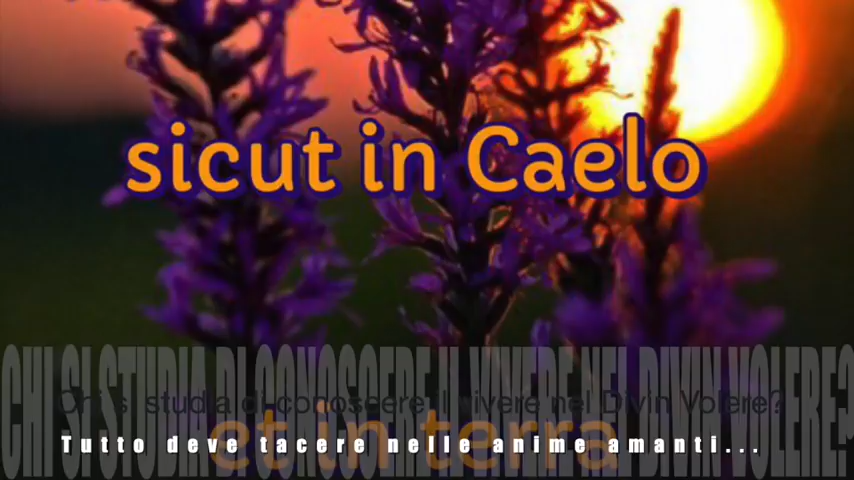 sicut in Caelo
CHI SI STUDIA DI CONOSCERE IL VIVERE NEL DIVIN VOLERE?
Chi si studia di conoscere il vivere nel Divin Volere?
et in terra
Tutto deve tacere nelle anime amanti...